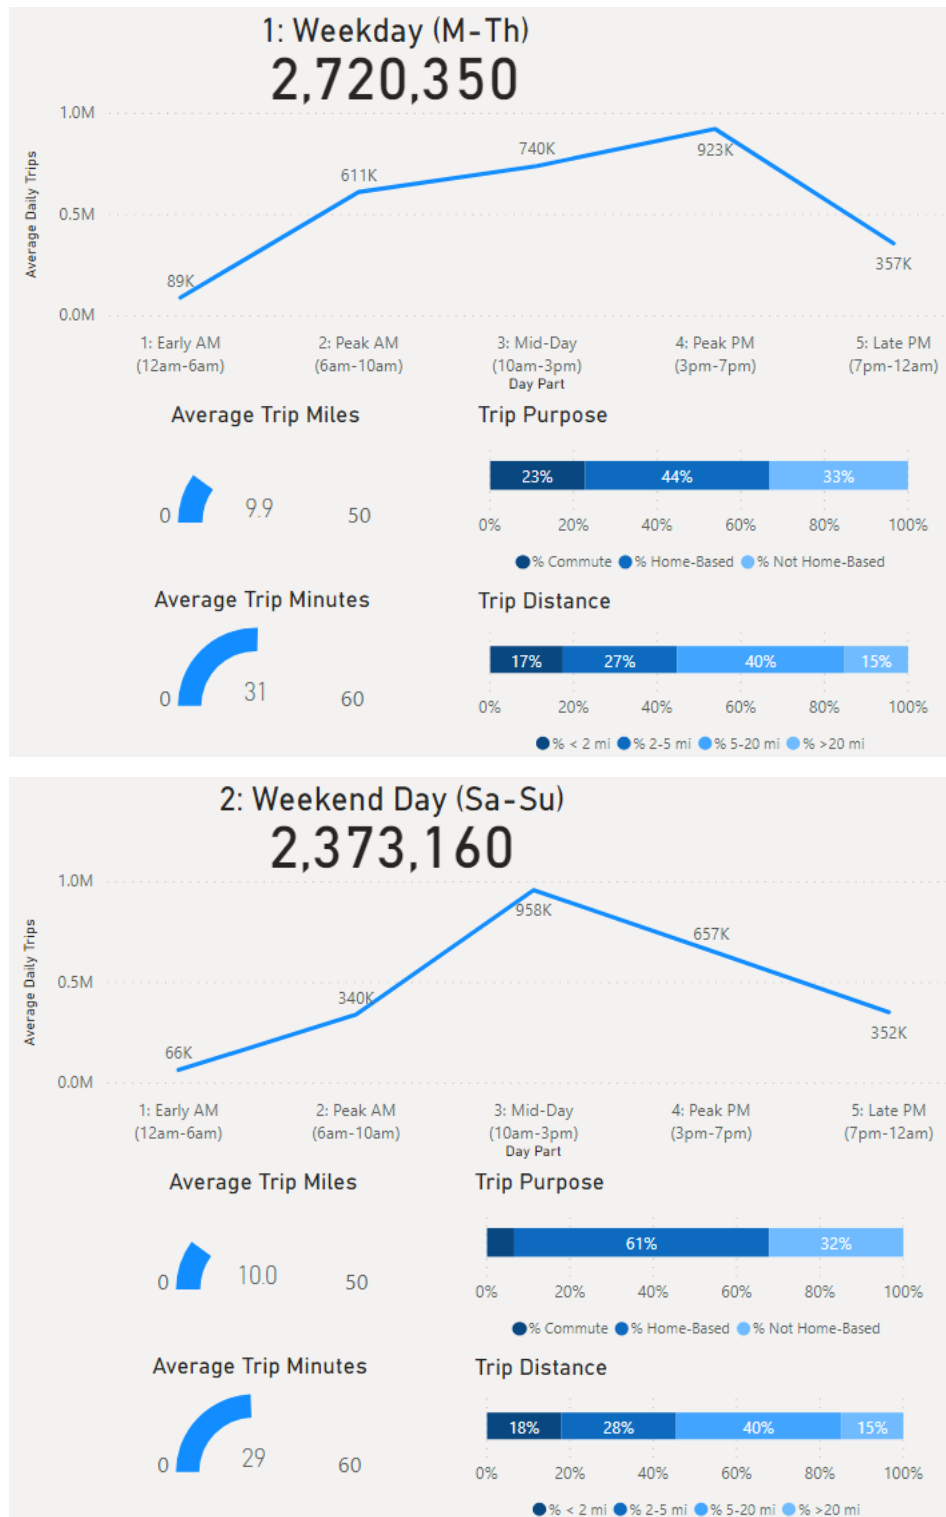 1: Weekday (M-Th)
2,720,350
1.0M
0.5M
0.0M
Average Daily Trips
89K
611K
740K
923K
357K
1: Early AM 2: Peak AM 3: Mid-Day 4: Peak PM 5: Late PM
(12am-6am) (6am-10am) (10am-3pm) (3pm-7pm) (7pm-12am)
Day Part
Average Trip Miles
0 9.9 50
Trip Purpose
23% 44% 33%
0% 20% 40% 60% 80% 100%
% Commute % Home-Based % Not Home-Based
Average Trip Minutes
0 31 60
Trip Distance
17% 27% 40% 15%
0% 20% 40% 60% 80% 100%
% < 2 mi % 2-5 mi % 5-20 mi % >20 mi
2: Weekend Day (Sa-Su)
2,373,160
1.0M
0.5M
0.0M
Average Daily Trips
66K
340K
958K
657K
352K
1: Early AM 2: Peak AM 3: Mid-Day 4: Peak PM 5: Late PM
(12am-6am) (6am-10am) (10am-3pm) (3pm-7pm) (7pm-12am)
Day Part
Average Trip Miles
0 10.0 50
Trip Purpose
61% 32%
0% 20% 40% 60% 80% 100%
% Commute % Home-Based % Not Home-Based
Average Trip Minutes
0 29 60
Trip Distance
18% 28% 40% 15%
0% 20% 40% 60% 80% 100%
% < 2 mi % 2-5 mi % 5-20 mi % >20 mi